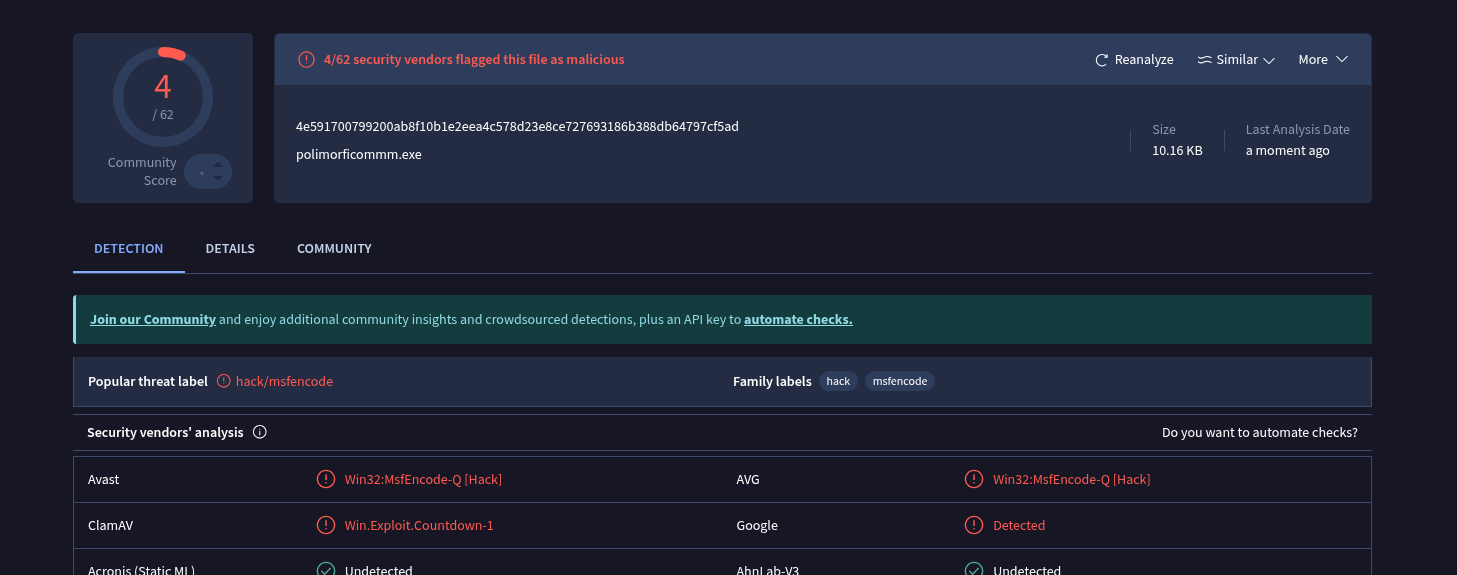 4
/ 62
Community
Score
4/62 security vendors flagged this file as malicious
Reanalyze
Similar
More
4e591700799200ab8f10b1e2eea4c578d23e8ce727693186b388db64797cf5ad
polimorficommm.exe
Size
10.16 KB
Last Analysis Date
a moment ago
DETECTION DETAILS COMMUNITY
Join our Community and enjoy additional community insights and crowdsourced detections, plus an API key to automate checks.
Popular threat label hack/msfencode
Family labels hack msfencode
Security vendors' analysis
Do you want to automate checks?
Avast Win32:MsfEncode-Q [Hack] AVG Win32:MsfEncode-Q [Hack]
ClamAV Win.Exploit.Countdown-1 Google Detected
Acronis (Static ML) Undetected AhnLab-V3 Undetected